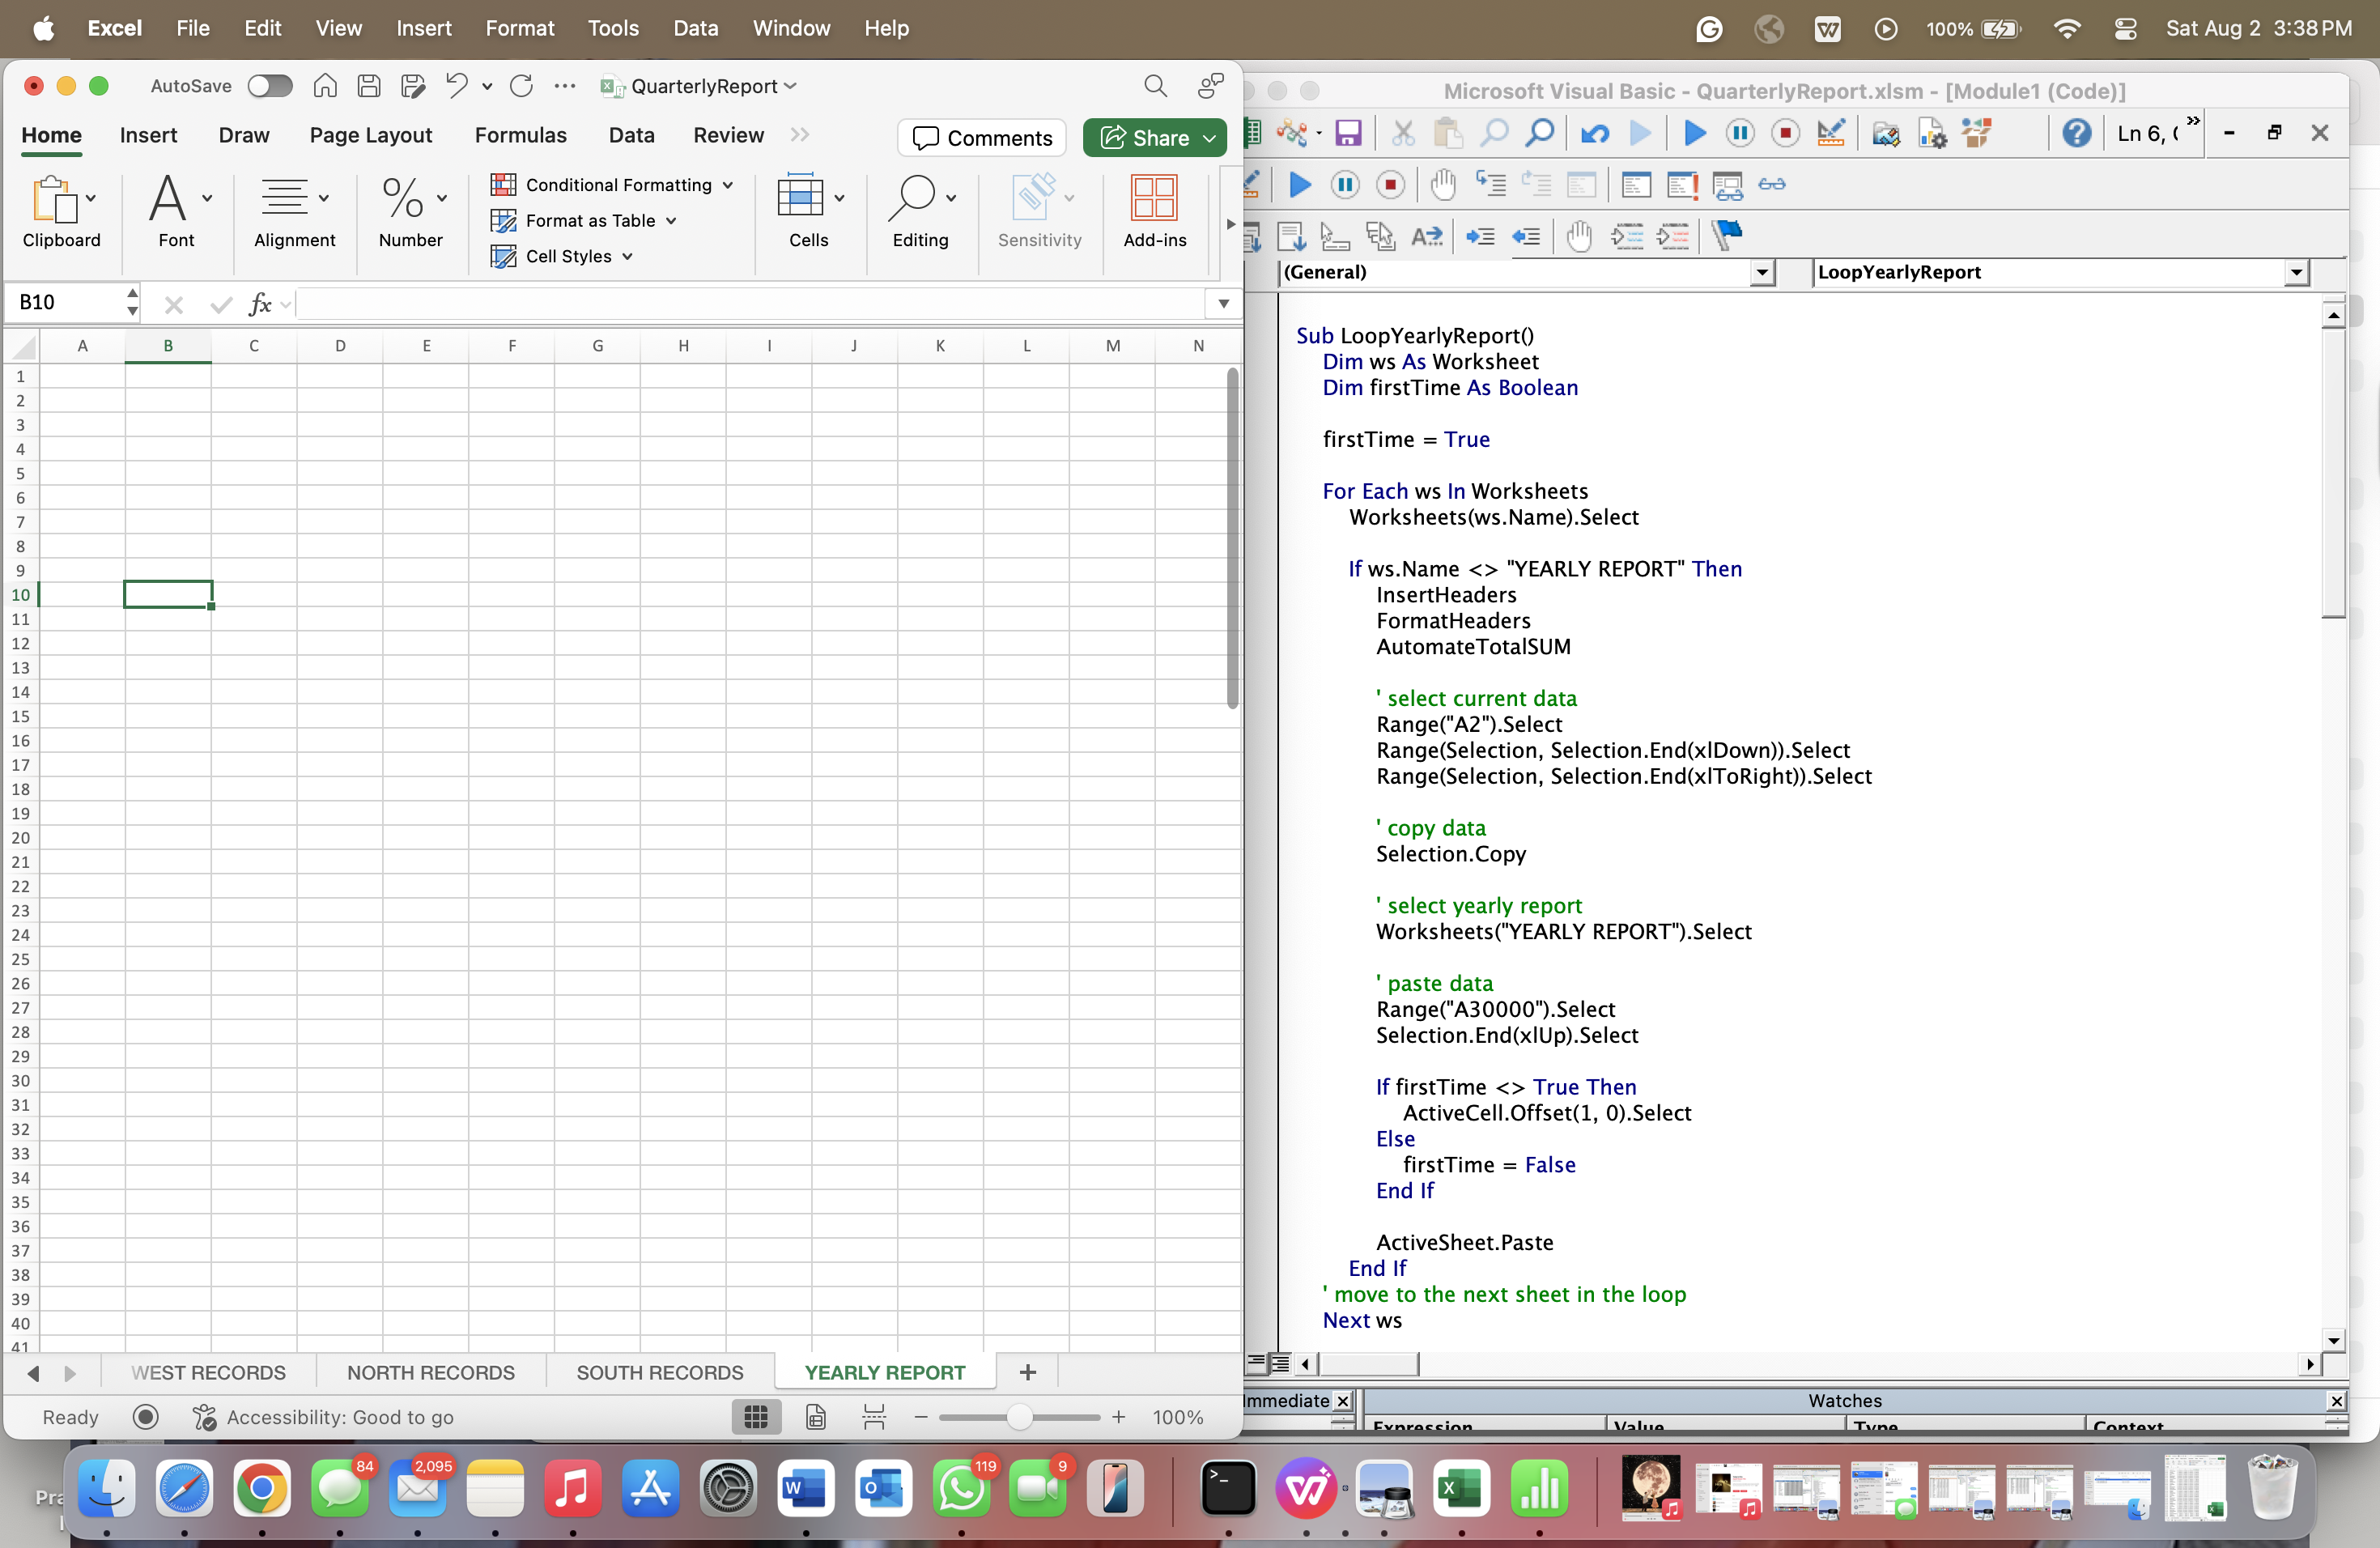 Excel File Edit View Insert Format Tools Data Window Help 100% Sat Aug 2 3:38 PM
AutoSave QuarterlyReport
Home Insert Draw Page Layout Formulas Data Review Comments Share
Clipboard Font Alignment Number Conditional Formatting Format as Table Cell Styles Cells Editing Sensitivity Add-ins
B10 fx
A B C D E F G H I J K L M N
1
2
3
4
5
6
7
8
9
10
11
12
13
14
15
16
17
18
19
20
21
22
23
24
25
26
27
28
29
30
31
32
33
34
35
36
37
38
39
40
41
WEST RECORDS NORTH RECORDS SOUTH RECORDS YEARLY REPORT
Ready Accessibility: Good to go 100%
Microsoft Visual Basic - QuarterlyReport.xlsm - [Module1 (Code)]
Ln 6,
(General) LoopYearlyReport
Sub LoopYearlyReport()
Dim ws As Worksheet
Dim firstTime As Boolean
firstTime = True
For Each ws In Worksheets
Worksheets(ws.Name).Select
If ws.Name <> "YEARLY REPORT" Then
InsertHeaders
FormatHeaders
AutomateTotalSUM
' select current data
Range("A2").Select
Range(Selection, Selection.End(xlDown)).Select
Range(Selection, Selection.End(xlToRight)).Select
' copy data
Selection.Copy
' select yearly report
Worksheets("YEARLY REPORT").Select
' paste data
Range("A30000").Select
Selection.End(xlUp).Select
If firstTime <> True Then
ActiveCell.Offset(1, 0).Select
Else
firstTime = False
End If
ActiveSheet.Paste
End If
' move to the next sheet in the loop
Next ws
Immediate Watches
Expression Value Type Context
84 2,095 119 9